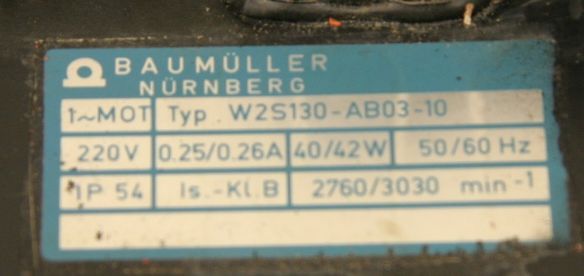 BAUMÜLLER
NÜRNBERG
1~MOT Typ. W2S130-AB03-10
220V 0.25/0.26A 40/42W 50/60 Hz
IP 54 Is.-Kl.B 2760/3030 min-1